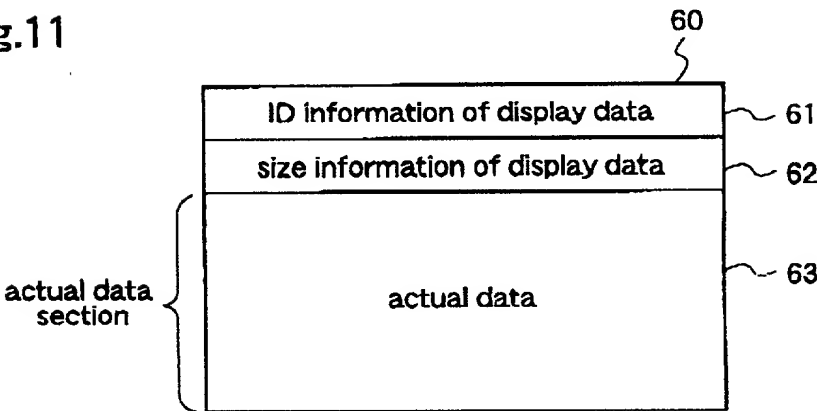 g.11
60
ID information of display data
61
size information of display data
62
actual data
section
actual data
63